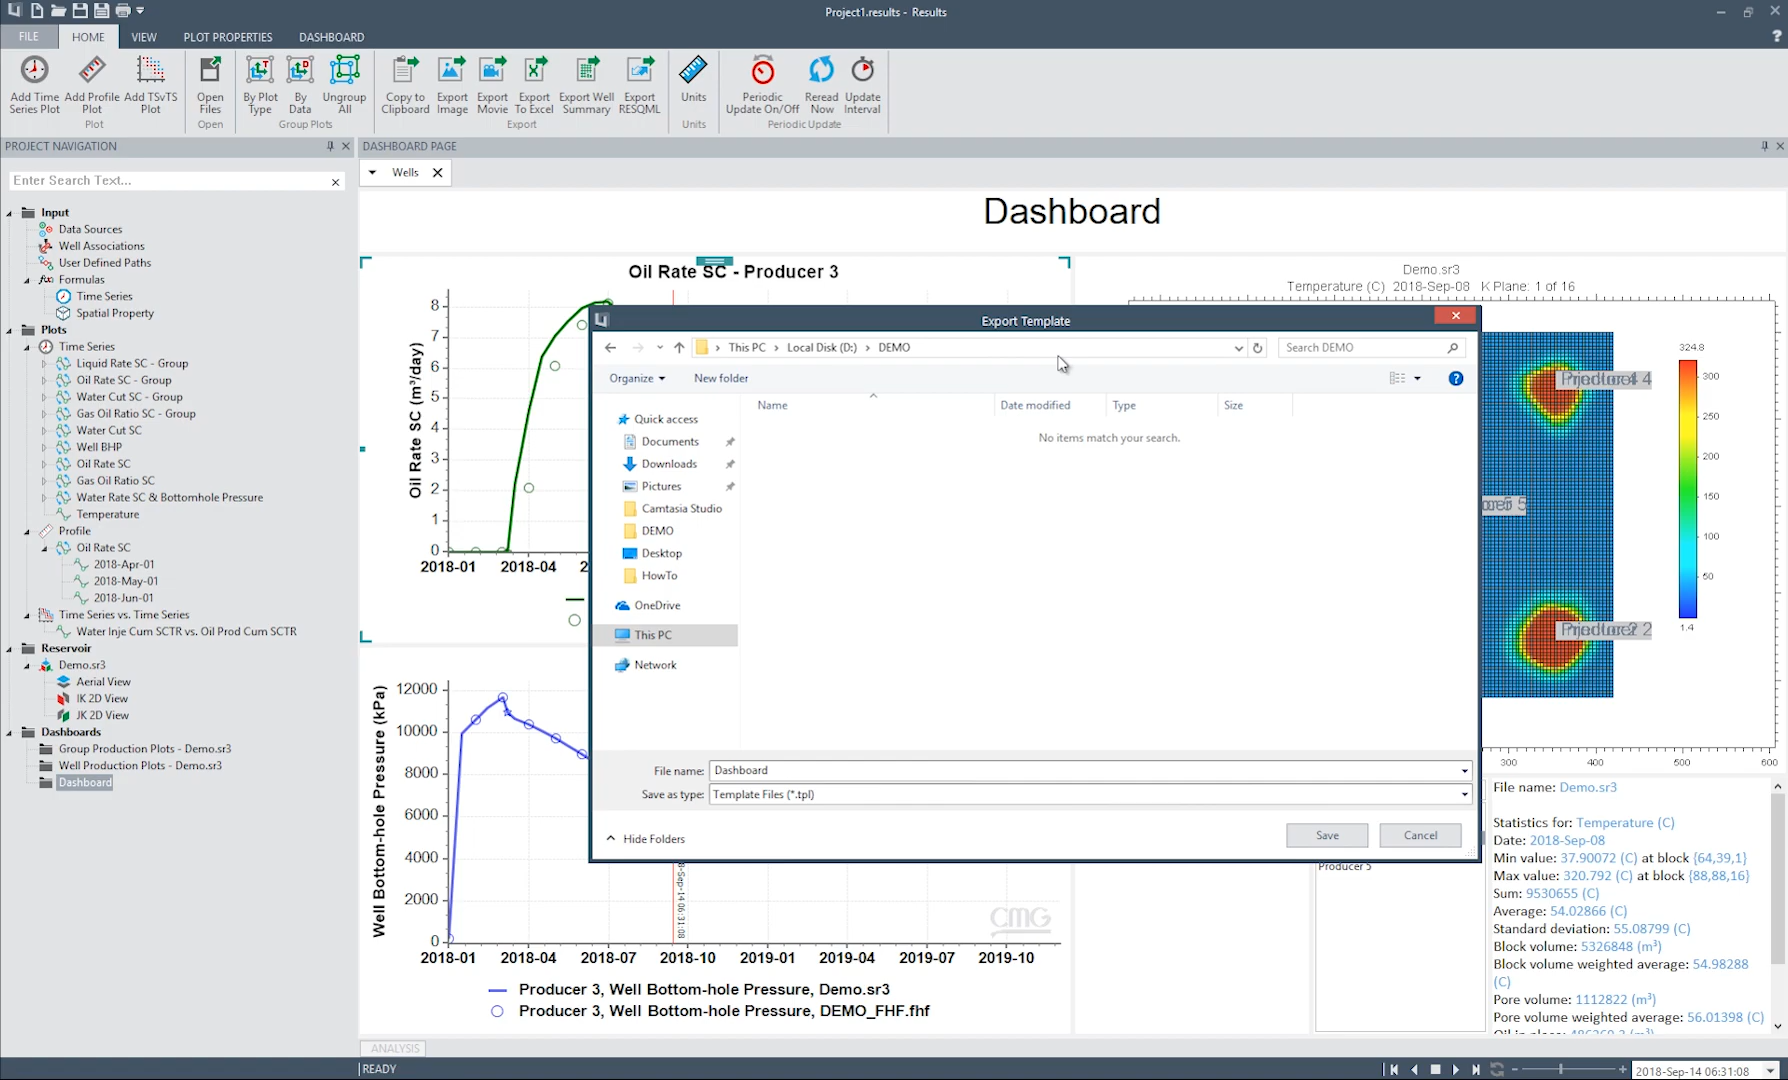 Project1.results - Results
FILE
HOME
VIEW
PLOT PROPERTIES
DASHBOARD
?
Add Time Series Plot
Add Profile Plot
Add TSvTS Plot
Plot
Open Files
Open
By Plot Type
By Data
Ungroup All
Group Plots
Copy to Clipboard
Export Image
Export Movie
Export To Excel
Export Well Summary
Export RESQML
Export
Units
Units
Periodic Update On/Off
Reread Now
Update Interval
Periodic Update
PROJECT NAVIGATION
DASHBOARD PAGE
Enter Search Text...
Wells
Input
Data Sources
Well Associations
User Defined Paths
f(x) Formulas
Time Series
Spatial Property
Plots
Time Series
Liquid Rate SC - Group
Oil Rate SC - Group
Water Cut SC - Group
Gas Oil Ratio SC - Group
Water Cut SC
Well BHP
Oil Rate SC
Gas Oil Ratio SC
Water Rate SC & Bottomhole Pressure
Temperature
Profile
Oil Rate SC
2018-Apr-01
2018-May-01
2018-Jun-01
Time Series vs. Time Series
Water Inje Cum SCTR vs. Oil Prod Cum SCTR
Reservoir
Demo.sr3
Aerial View
IK 2D View
JK 2D View
Dashboards
Group Production Plots - Demo.sr3
Well Production Plots - Demo.sr3
Dashboard
Dashboard
Oil Rate SC - Producer 3
Oil Rate SC (m³/day)
8
7
6
5
4
3
2
1
0
2018-01
2018-04
2
Demo.sr3
Temperature (C) 2018-Sep-08 K Plane: 1 of 16
Export Template
This PC
Local Disk (D:)
DEMO
Search DEMO
Organize
New folder
Name
Date modified
Type
Size
No items match your search.
Quick access
Documents
Downloads
Pictures
Camtasia Studio
DEMO
Desktop
HowTo
OneDrive
This PC
Network
File name: Dashboard
Save as type: Template Files (*.tpl)
Hide Folders
Save
Cancel
324.8
300
250
200
150
100
50
1.4
300
400
500
600
Well Bottom-hole Pressure (kPa)
12000
10000
8000
6000
4000
2000
0
8-Sep-14 06:31:08
CMG
2018-01
2018-04
2018-07
2018-10
2019-01
2019-04
2019-07
2019-10
Producer 3, Well Bottom-hole Pressure, Demo.sr3
Producer 3, Well Bottom-hole Pressure, DEMO_FHF.fhf
Producer 5
File name: Demo.sr3
Statistics for: Temperature (C)
Date: 2018-Sep-08
Min value: 37.90072 (C) at block {64,39,1}
Max value: 320.792 (C) at block {88,88,16}
Sum: 9530655 (C)
Average: 54.02866 (C)
Standard deviation: 55.08799 (C)
Block volume: 5326848 (m³)
Block volume weighted average: 54.98288
(C)
Pore volume: 1112822 (m³)
Pore volume weighted average: 56.01398 (C)
ANALYSIS
READY
2018-Sep-14 06:31:08